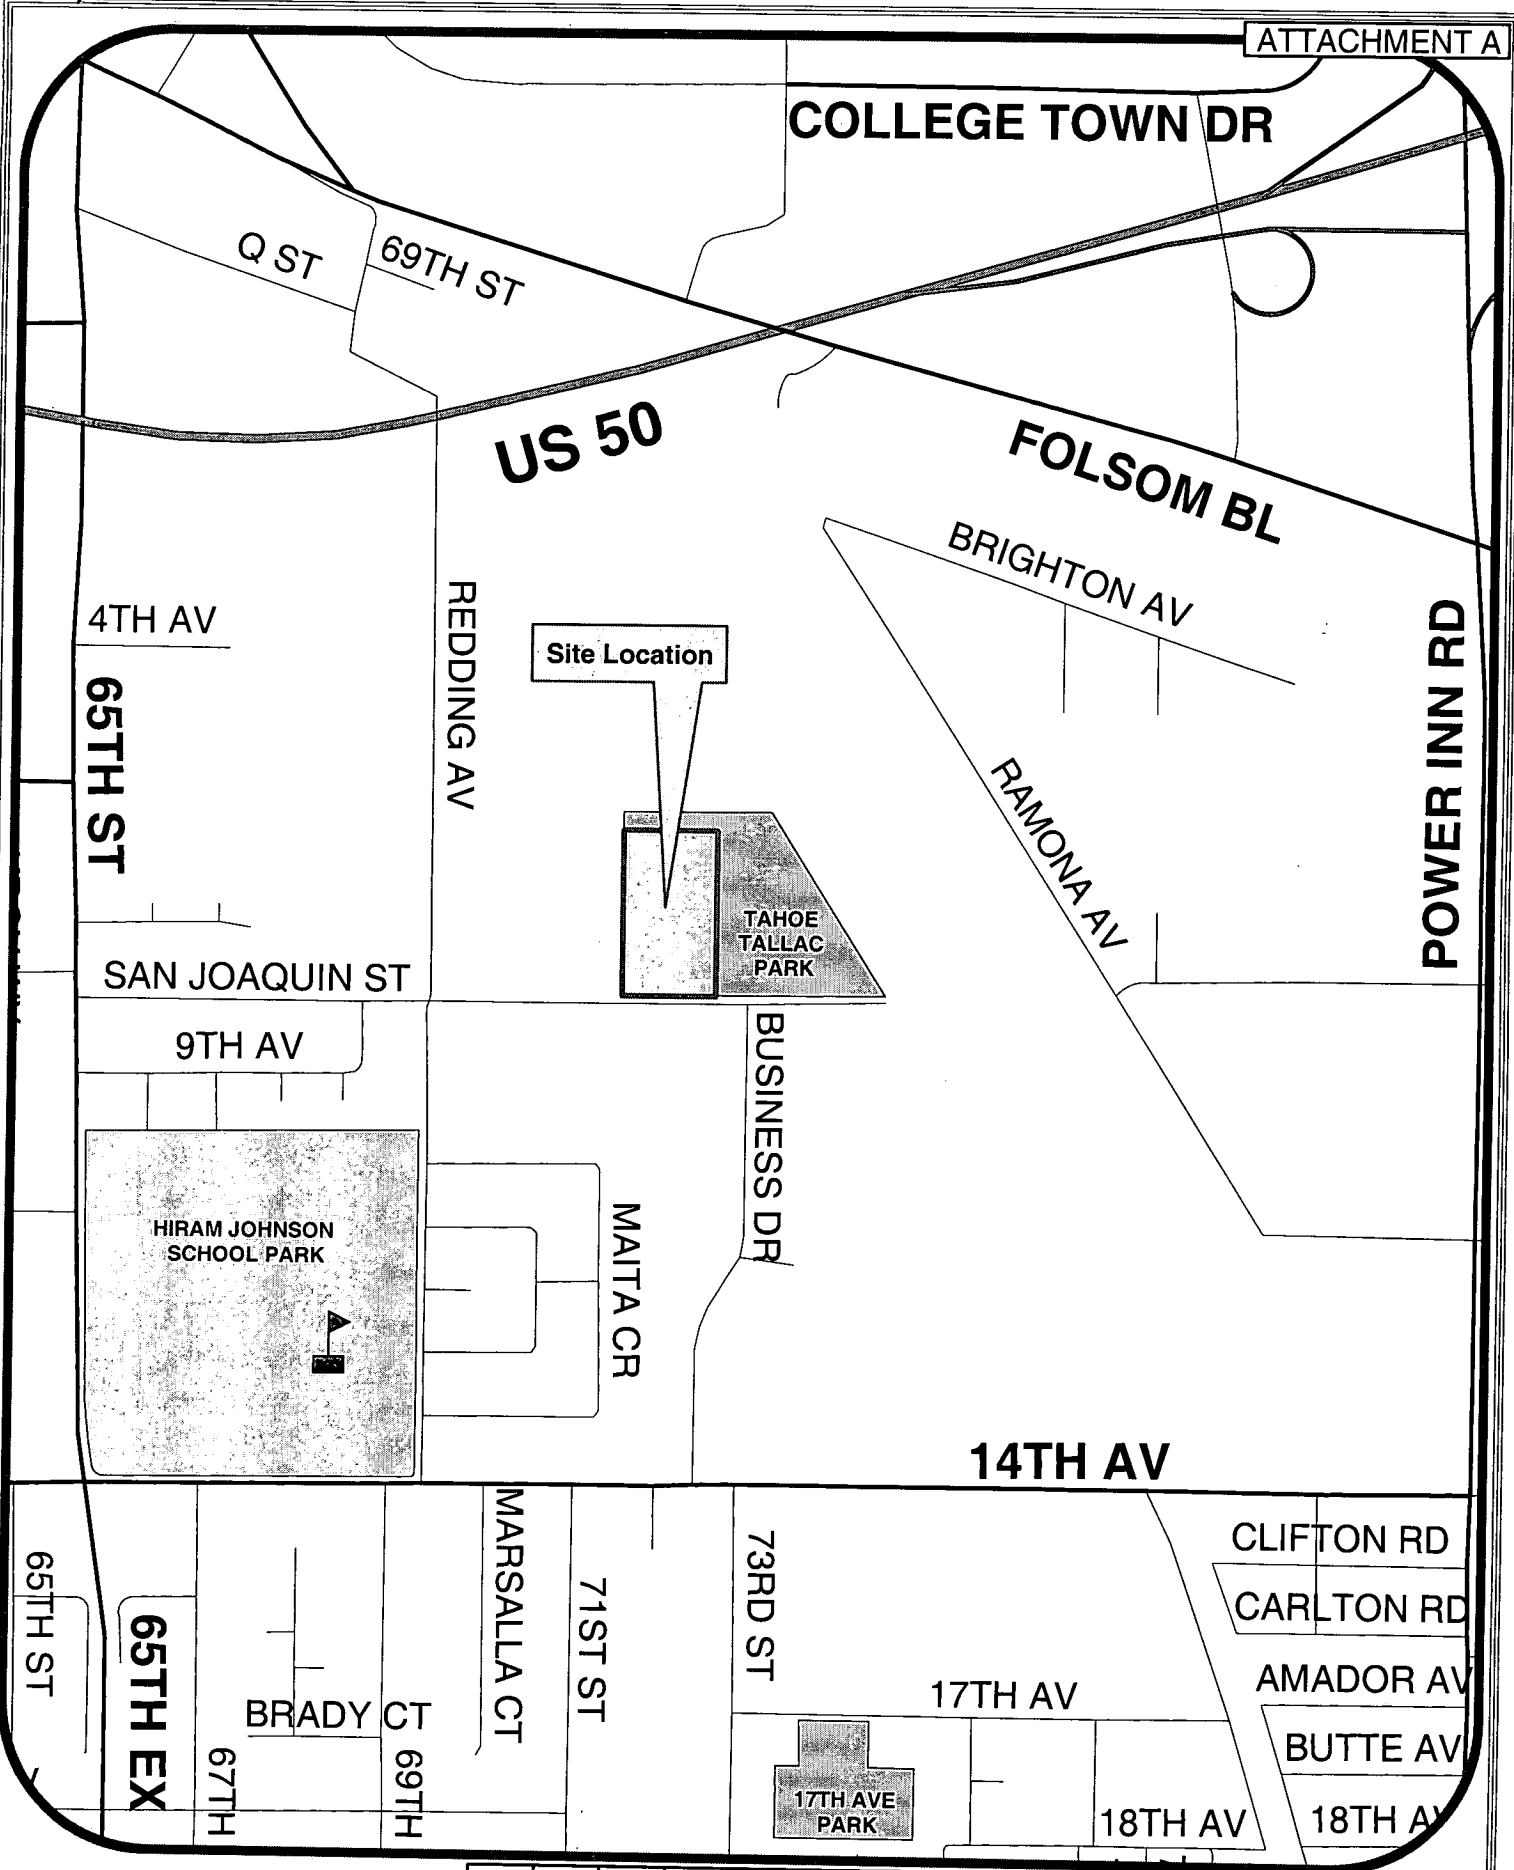 ATTACHMENT A
COLLEGE TOWN DR
Q ST
69TH ST
US 50
FOLSOM BL
BRIGHTON AV
4TH AV
REDDING AV
Site Location
65TH ST
POWER INN RD
RAMONA AV
TAHOE
TALLAC
PARK
SAN JOAQUIN ST
9TH AV
BUSINESS DR
HIRAM JOHNSON
SCHOOL PARK
MAITA CR
14TH AV
MARSALLA CT
CLIFTON RD
65TH ST
71ST ST
73RD ST
CARLTON RD
65TH EX
AMADOR AV
17TH AV
BRADY CT
BUTTE AV
67TH
69TH
17TH AVE
PARK
18TH AV
18TH AV